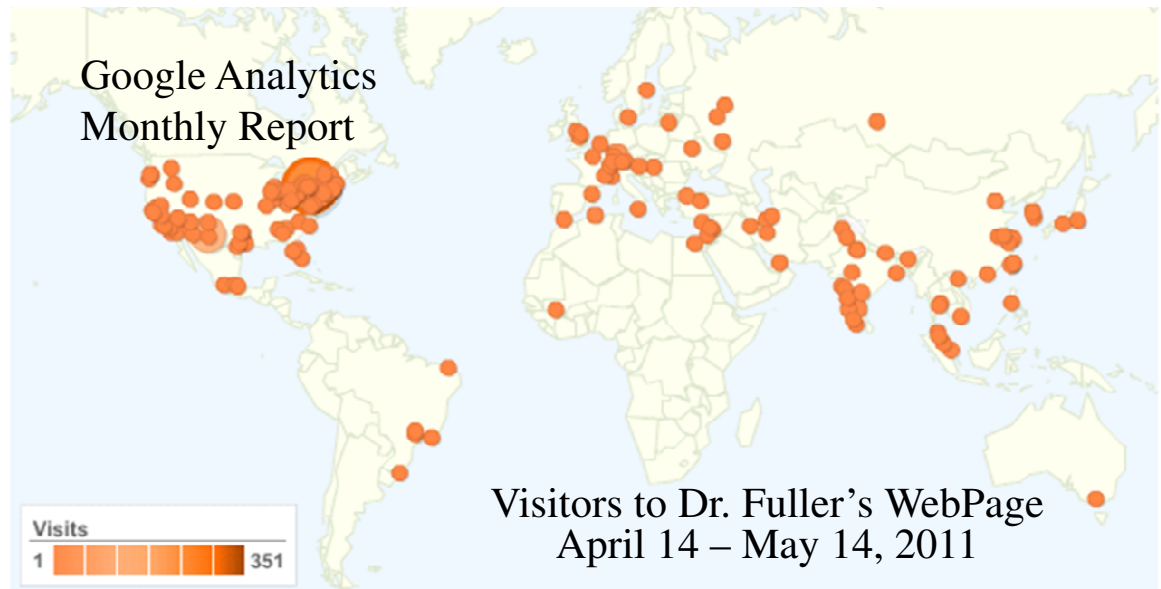 Google Analytics
Monthly Report
Visitors to Dr. Fuller’s WebPage
April 14 – May 14, 2011
Visits
1 351